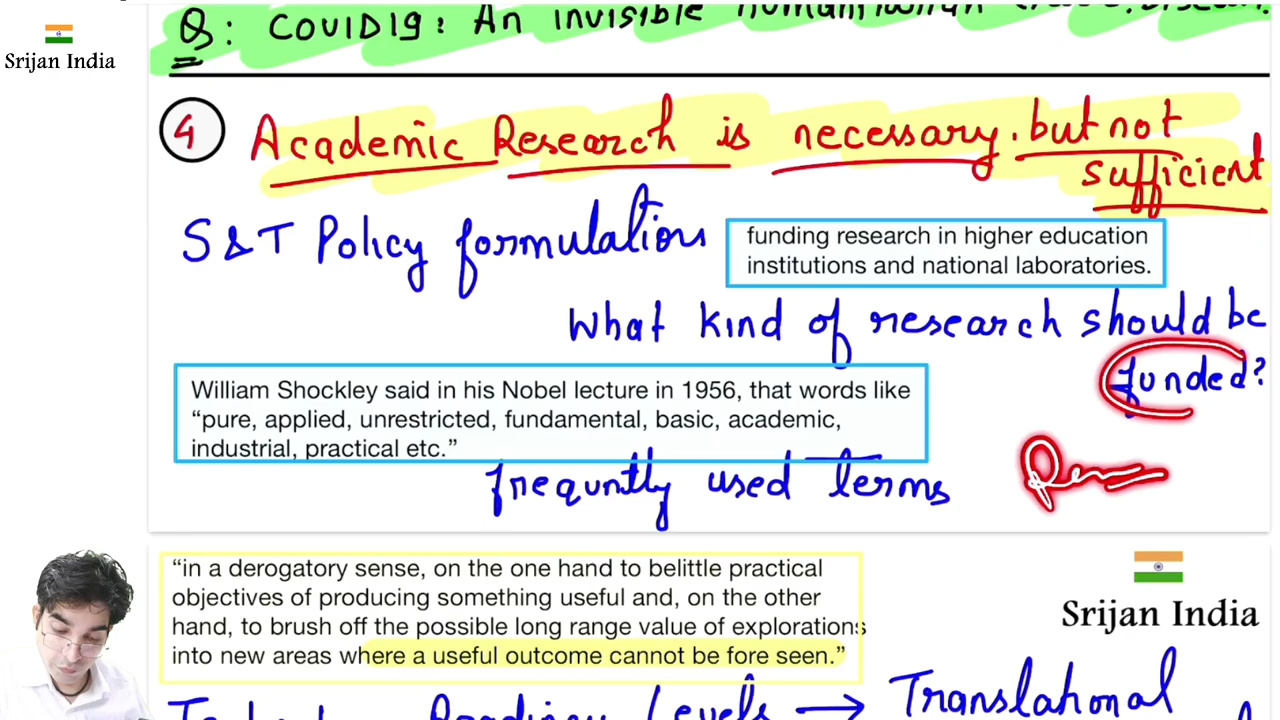 Q: COVID19: An invisible humanitarian
Srijan India
4 Academic Research is necessary. but not
sufficient
S&T Policy formulation
funding research in higher education
institutions and national laboratories.
What kind of research should be
funded?
William Shockley said in his Nobel lecture in 1956, that words like
“pure, applied, unrestricted, fundamental, basic, academic,
industrial, practical etc.”
frequntly used terms
“in a derogatory sense, on the one hand to belittle practical
objectives of producing something useful and, on the other
hand, to brush off the possible long range value of explorations
into new areas where a useful outcome cannot be fore seen.”
Srijan India
Readiness Levels → Translational